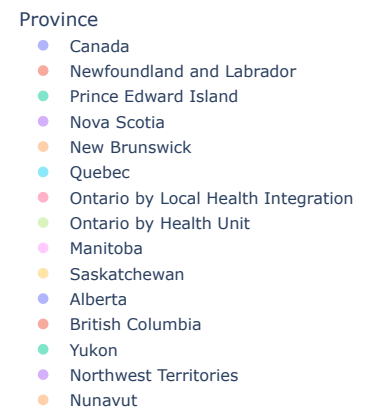 Province
Canada
Newfoundland and Labrador
Prince Edward Island
Nova Scotia
New Brunswick
Quebec
Ontario by Local Health Integration
Ontario by Health Unit
Manitoba
Saskatchewan
Alberta
British Columbia
Yukon
Northwest Territories
Nunavut